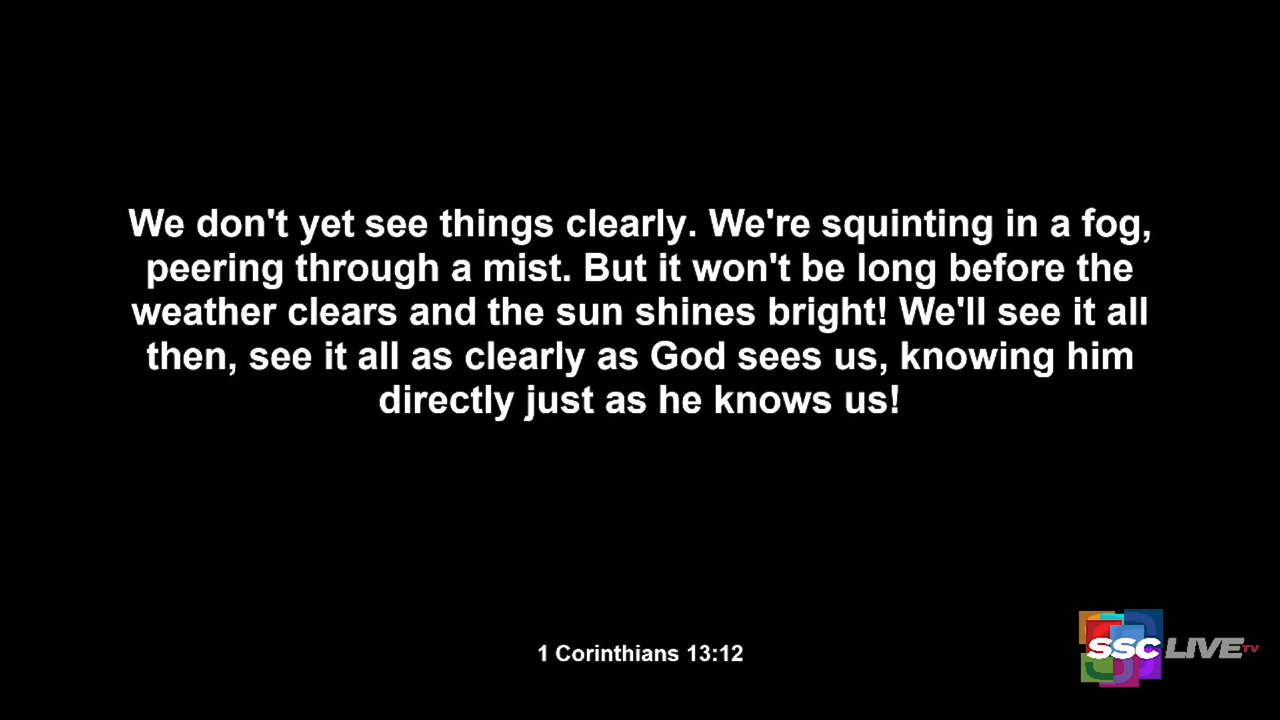 We don't yet see things clearly. We're squinting in a fog,
peering through a mist. But it won't be long before the
weather clears and the sun shines bright! We'll see it all
then, see it all as clearly as God sees us, knowing him
directly just as he knows us!
1 Corinthians 13:12
SSC LIVE TV